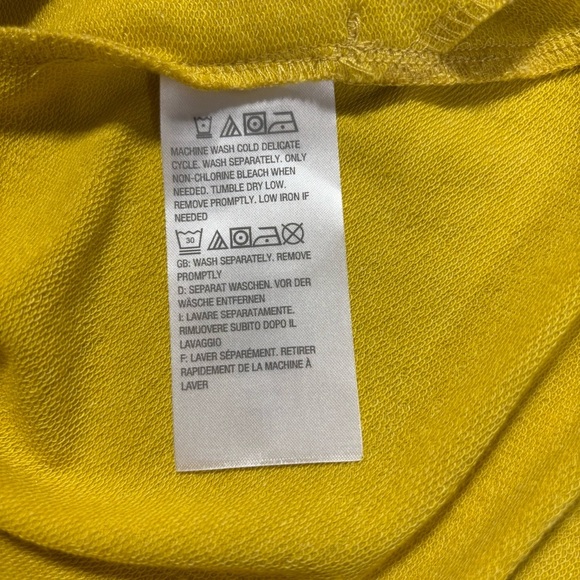 MACHINE WASH COLD DELICATE
CYCLE. WASH SEPARATELY. ONLY
NON-CHLORINE BLEACH WHEN
NEEDED. TUMBLE DRY LOW.
REMOVE PROMPTLY. LOW IRON IF
NEEDED
30
GB: WASH SEPARATELY. REMOVE
PROMPTLY
D: SEPARAT WASCHEN. VOR DER
WÄSCHE ENTFERNEN
I: LAVARE SEPARATAMENTE.
RIMUOVERE SUBITO DOPO IL
LAVAGGIO
F: LAVER SÉPARÉMENT. RETIRER
RAPIDEMENT DE LA MACHINE À
LAVER